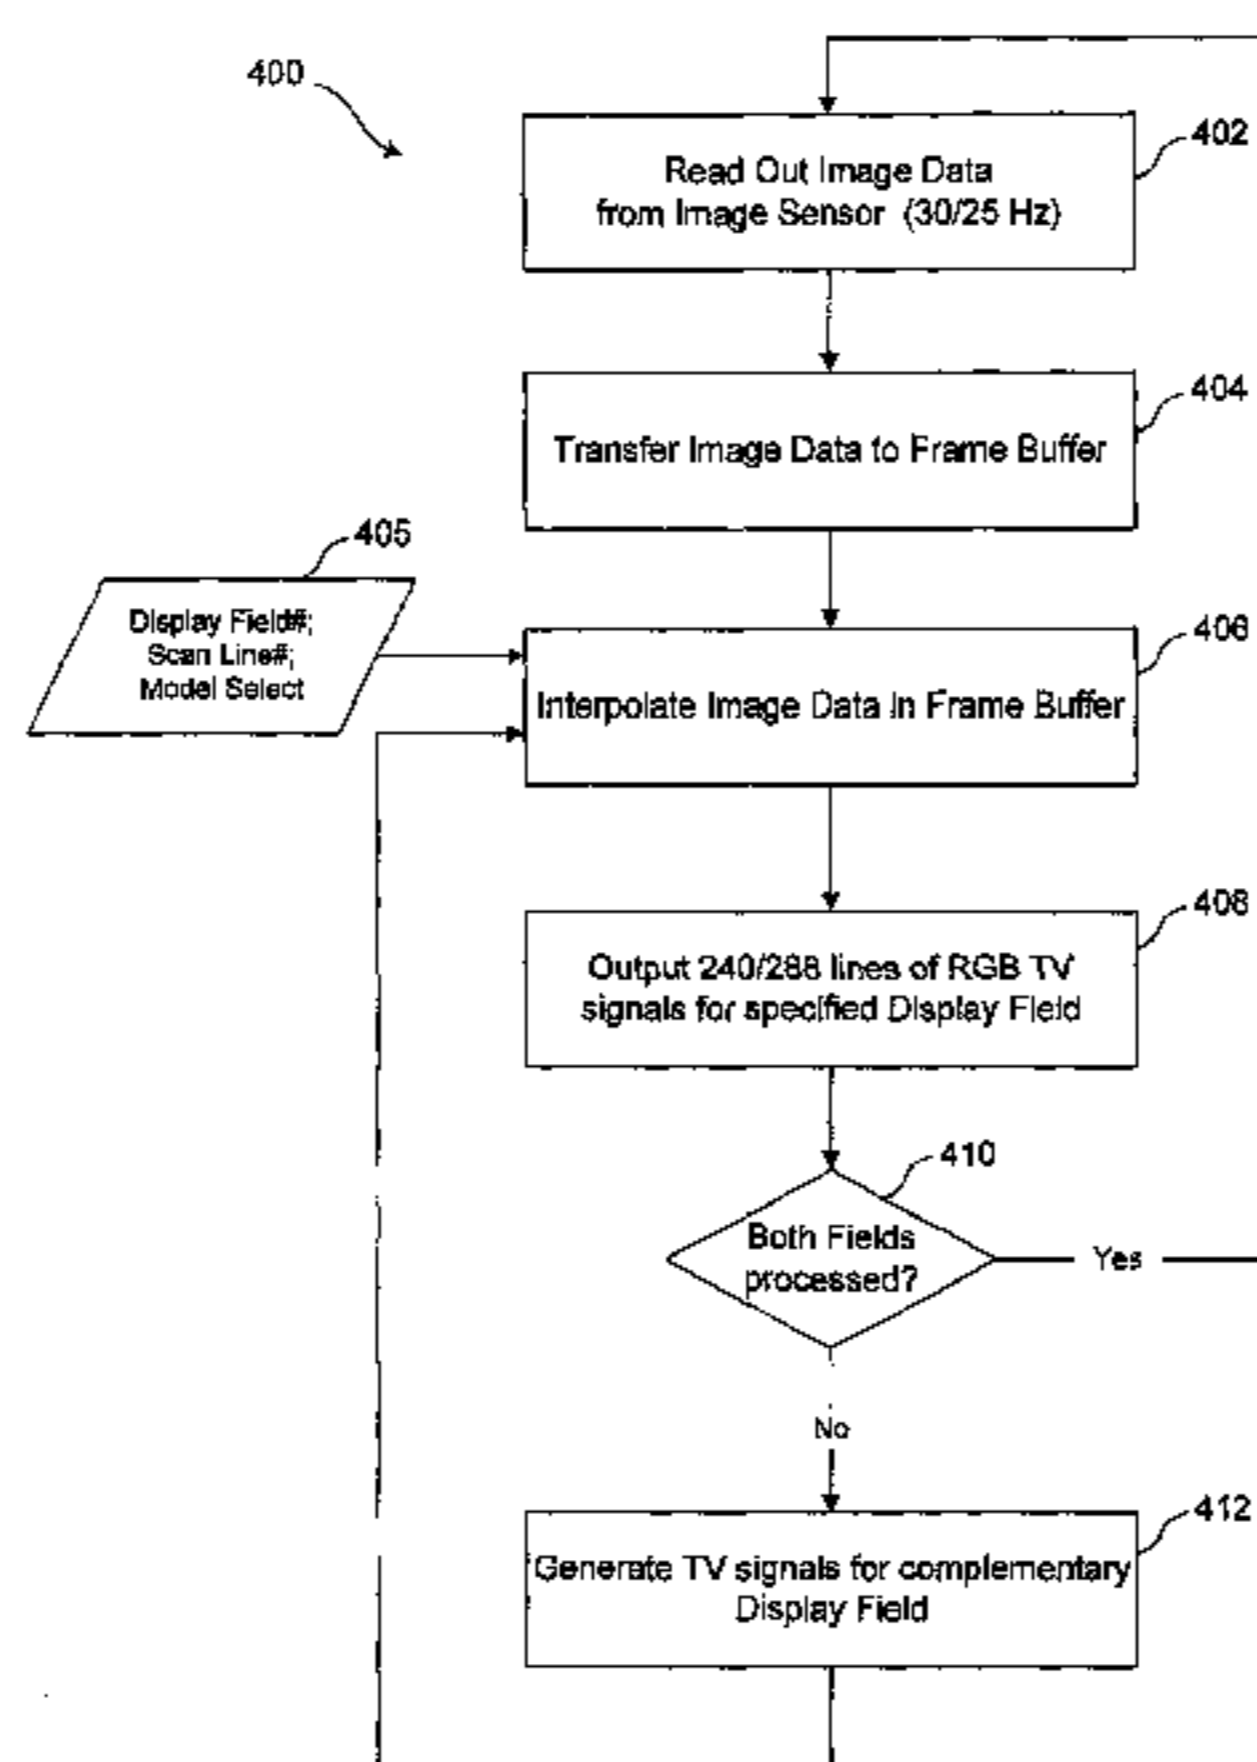 400
402
Read Out Image Data
from Image Sensor (30/25 Hz)
404
Transfer Image Data to Frame Buffer
405
Display Field#;
Scan Line#;
Model Select
406
Interpolate Image Data In Frame Buffer
408
Output 240/288 lines of RGB TV
signals for specified Display Field
410
Both Fields
processed?
Yes
No
412
Generate TV signals for complementary
Display Field